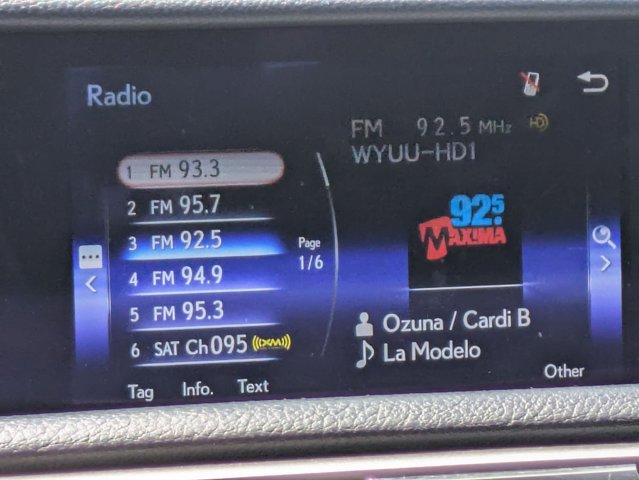 Radio
FM 92.5 MHz HD
WYUU-HD1
1 FM 93.3
2 FM 95.7
3 FM 92.5
4 FM 94.9
5 FM 95.3
6 SAT Ch095 ((XM))
Page
1/6
92.5
MAXIMA
Ozuna / Cardi B
La Modelo
Other
Tag Info. Text